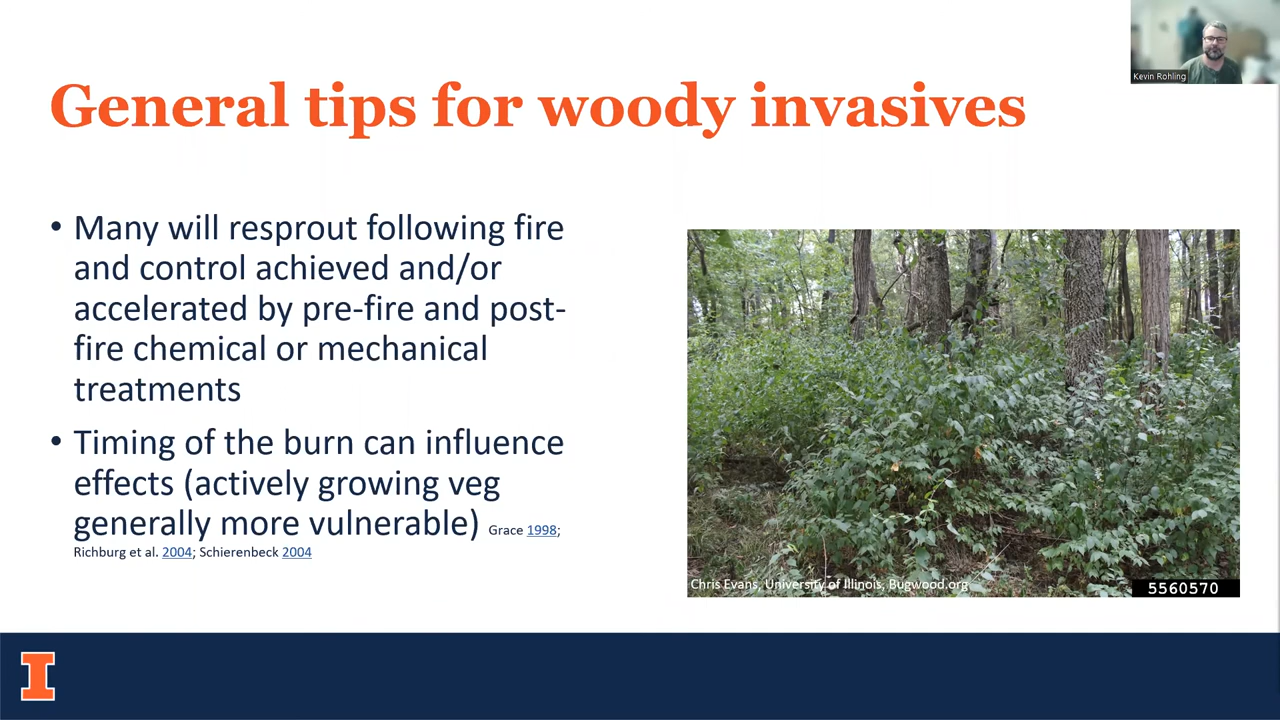 Kevin Rohling
General tips for woody invasives
• Many will resprout following fire
and control achieved and/or
accelerated by pre-fire and post-
fire chemical or mechanical
treatments
• Timing of the burn can influence
effects (actively growing veg
generally more vulnerable) Grace 1998;
Richburg et al. 2004; Schierenbeck 2004
Chris Evans, University of Illinois, Bugwood.org
5560570
I